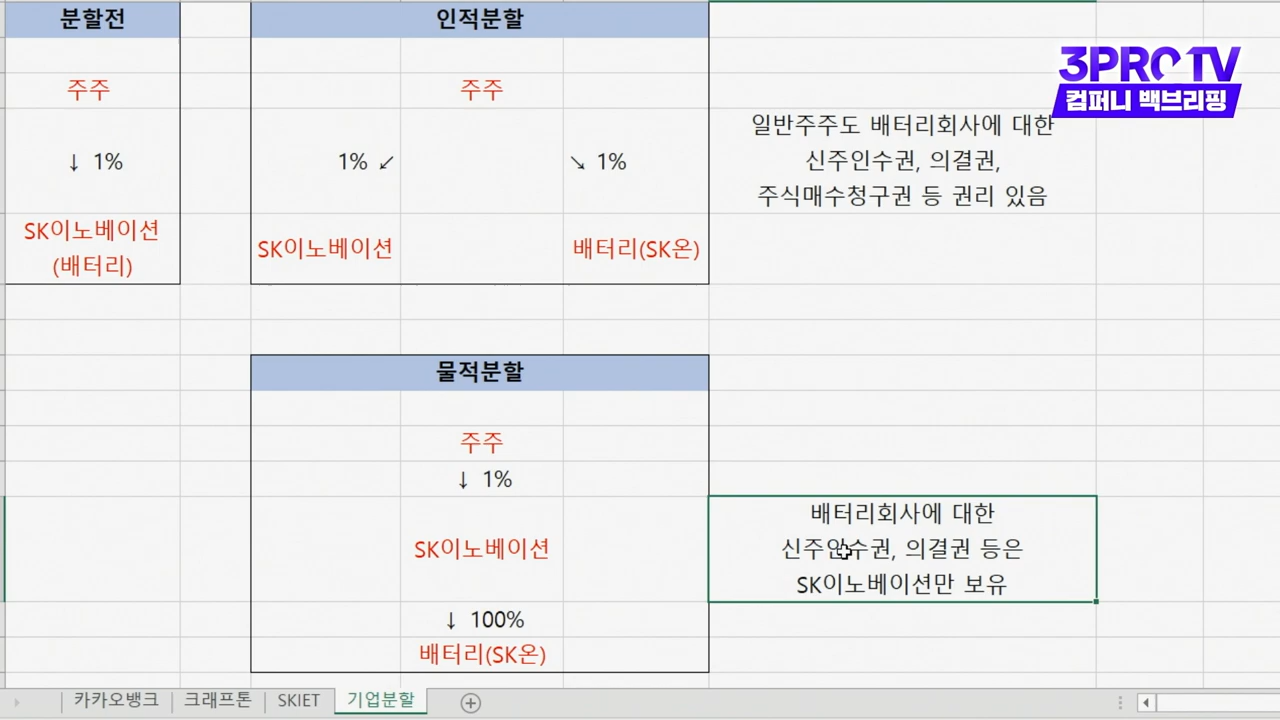 분할전
인적분할
3PROTV
컴퍼니 백브리핑
주주
주주
일반주주도 배터리회사에 대한
신주인수권, 의결권,
주식매수청구권 등 권리 있음
↓ 1%
1% ↙
↘ 1%
SK이노베이션
(배터리)
SK이노베이션
배터리(SK온)
물적분할
주주
↓ 1%
SK이노베이션
배터리회사에 대한
신주인수권, 의결권 등은
SK이노베이션만 보유
↓ 100%
배터리(SK온)
카카오뱅크
크래프톤
SKIET
기업분할